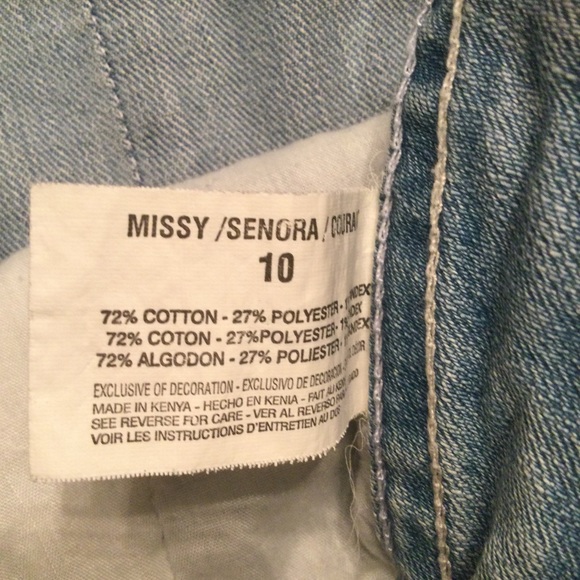 MISSY /SENORA /
10
72% COTTON - 27% POLYESTER -
72% COTON - 27%POLYESTER -
72% ALGODON - 27% POLIESTER -
EXCLUSIVE OF DECORATION - EXCLUSIVO DE DECORACION -
MADE IN KENYA - HECHO EN KENIA - FAIT AU
SEE REVERSE FOR CARE - VER AL REVERSO PARA
VOIR LES INSTRUCTIONS D'ENTRETIEN AU DOS